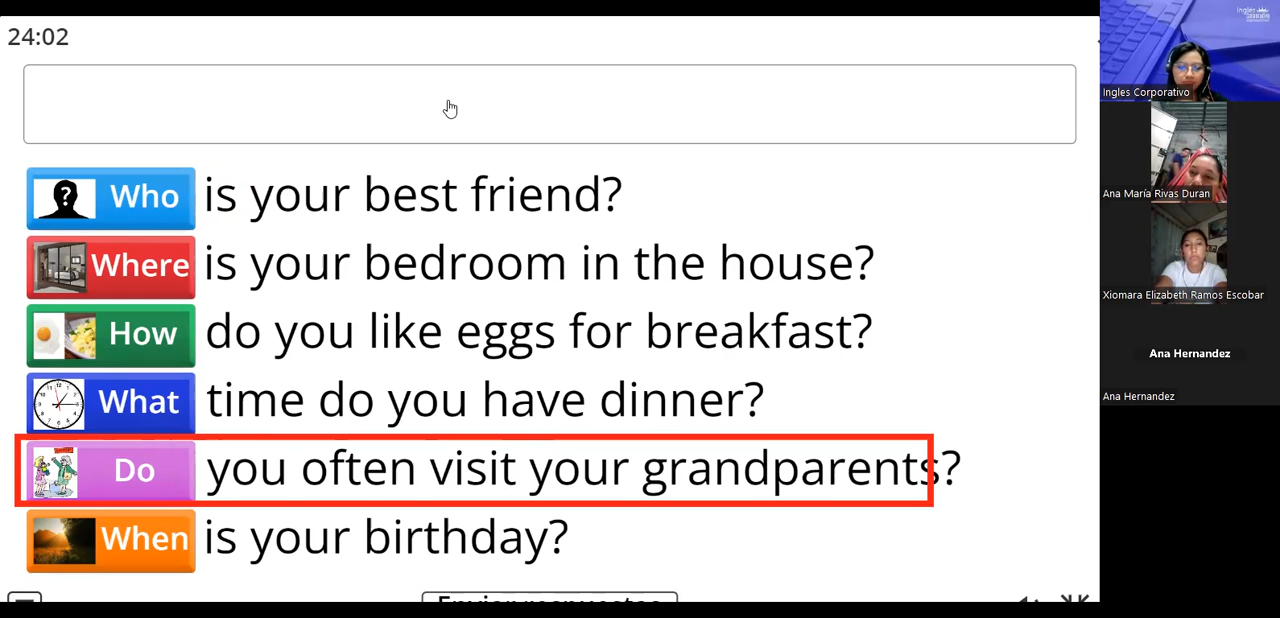 24:02
Who is your best friend?
Where is your bedroom in the house?
How do you like eggs for breakfast?
What time do you have dinner?
Do you often visit your grandparents?
When is your birthday?
Enviar respuestas
Ingles Corporativo
Ana María Rivas Duran
Xiomara Elizabeth Ramos Escobar
Ana Hernandez
Ana Hernandez